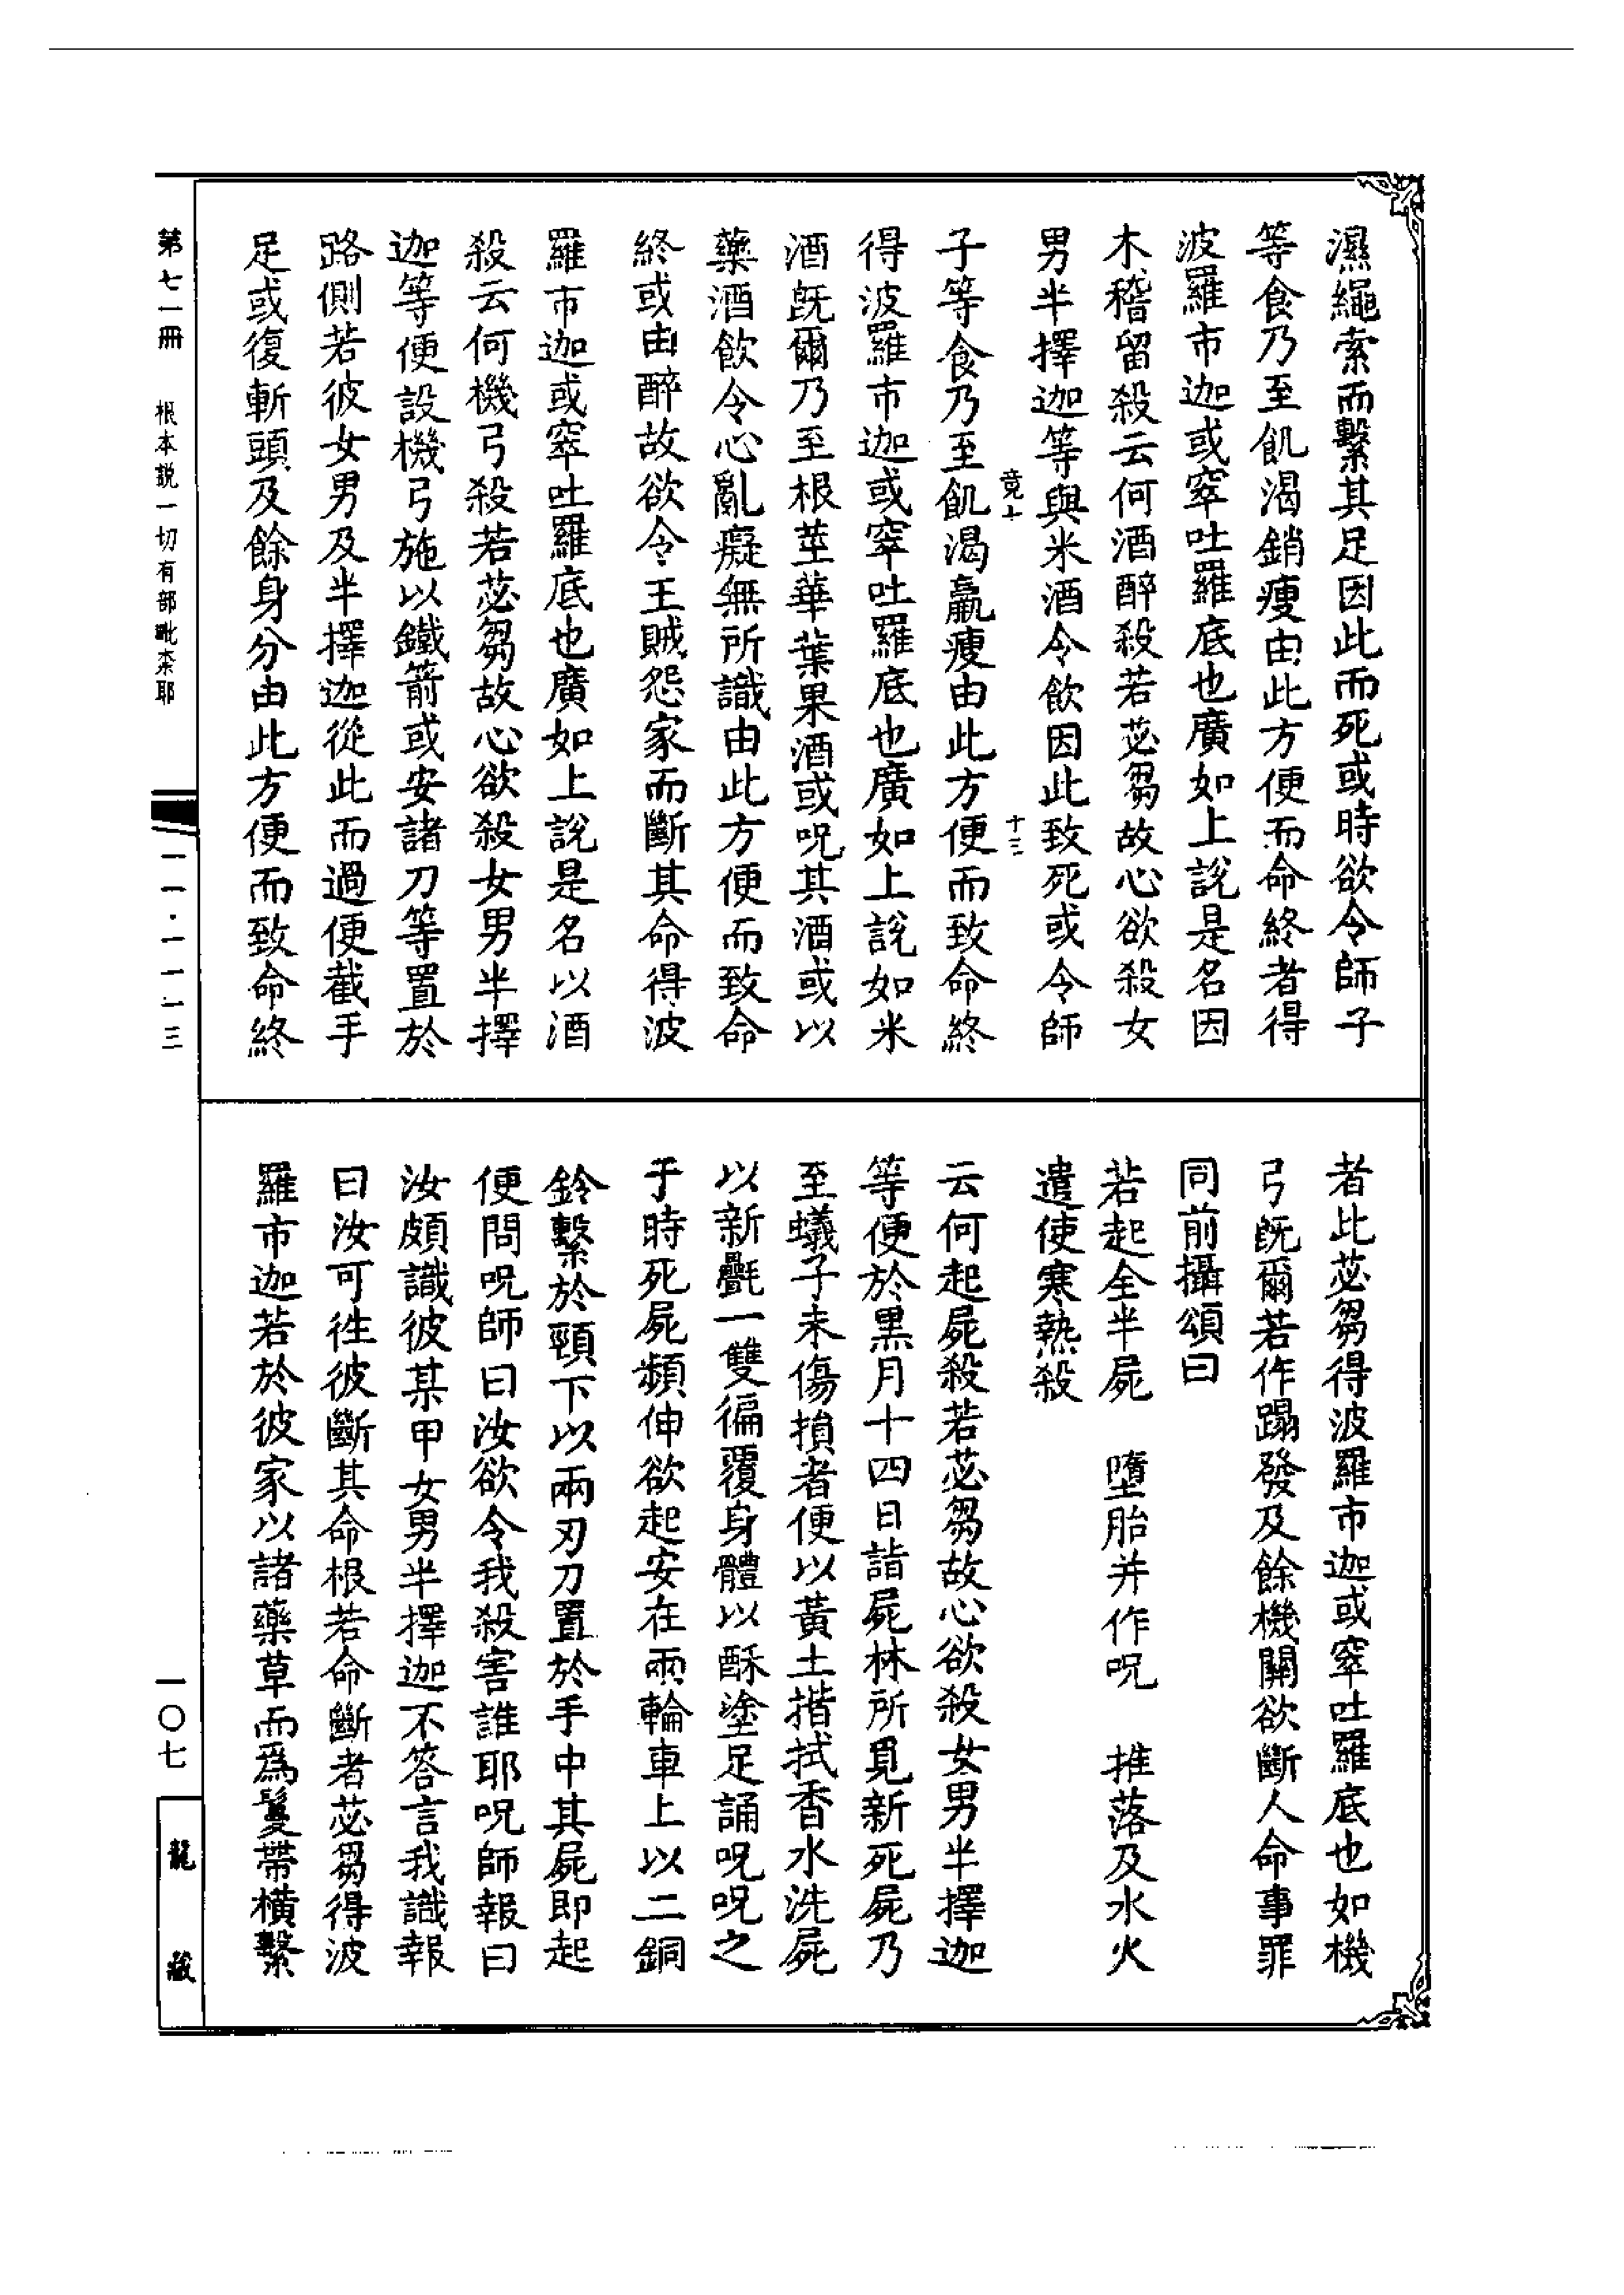 濕繩索而繫其足因此而死或時欲令師子
等食乃至飢渴銷瘦由此方便而命終者得
波羅市迦或窣吐羅底也廣如上說是名因
木稽留殺云何酒醉殺若苾芻故心欲殺女
男半擇迦等與米酒令飲因此致死或令師
竟十
十三
子等食乃至飢渴羸瘦由此方便而致命終
得波羅市迦或窣吐羅底也廣如上說如米
酒既爾乃至根莖華葉果酒或呪其酒或以
藥酒飲令心亂癡無所識由此方便而致命
終或由醉故欲令王賊怨家而斷其命得波
羅市迦或窣吐羅底也廣如上說是名以酒
殺云何機弓殺若苾芻故心欲殺女男半擇
迦等便設機弓施以鐵箭或安諸刀等置於
路側若彼女男及半擇迦從此而過便截手
足或復斬頭及餘身分由此方便而致命終
者此苾芻得波羅市迦或窣吐羅底也如機
弓既爾若作蹋發及餘機關欲斷人命事罪
同前攝頌曰
若起全半屍　墮胎并作呪　推落及水火
遣使寒熱殺
云何起屍殺若苾芻故心欲殺女男半擇迦
等便於黑月十四日詣屍林所覓新死屍乃
至蟻子未傷損者便以黃土揩拭香水洗屍
以新氎一雙徧覆身體以酥塗足誦呪呪之
于時死屍頻伸欲起安在兩輪車上以二銅
鈴繫於頸下以兩刃刀置於手中其屍即起
便問呪師曰汝欲令我殺害誰耶呪師報曰
汝頗識彼某甲女男半擇迦不答言我識報
曰汝可徃彼斷其命根若命斷者苾芻得波
羅市迦若於彼家以諸藥草而爲鬘帶橫繫
第七一冊　根本説一切有部毗柰耶
一一·一一一三
一〇七
龍藏